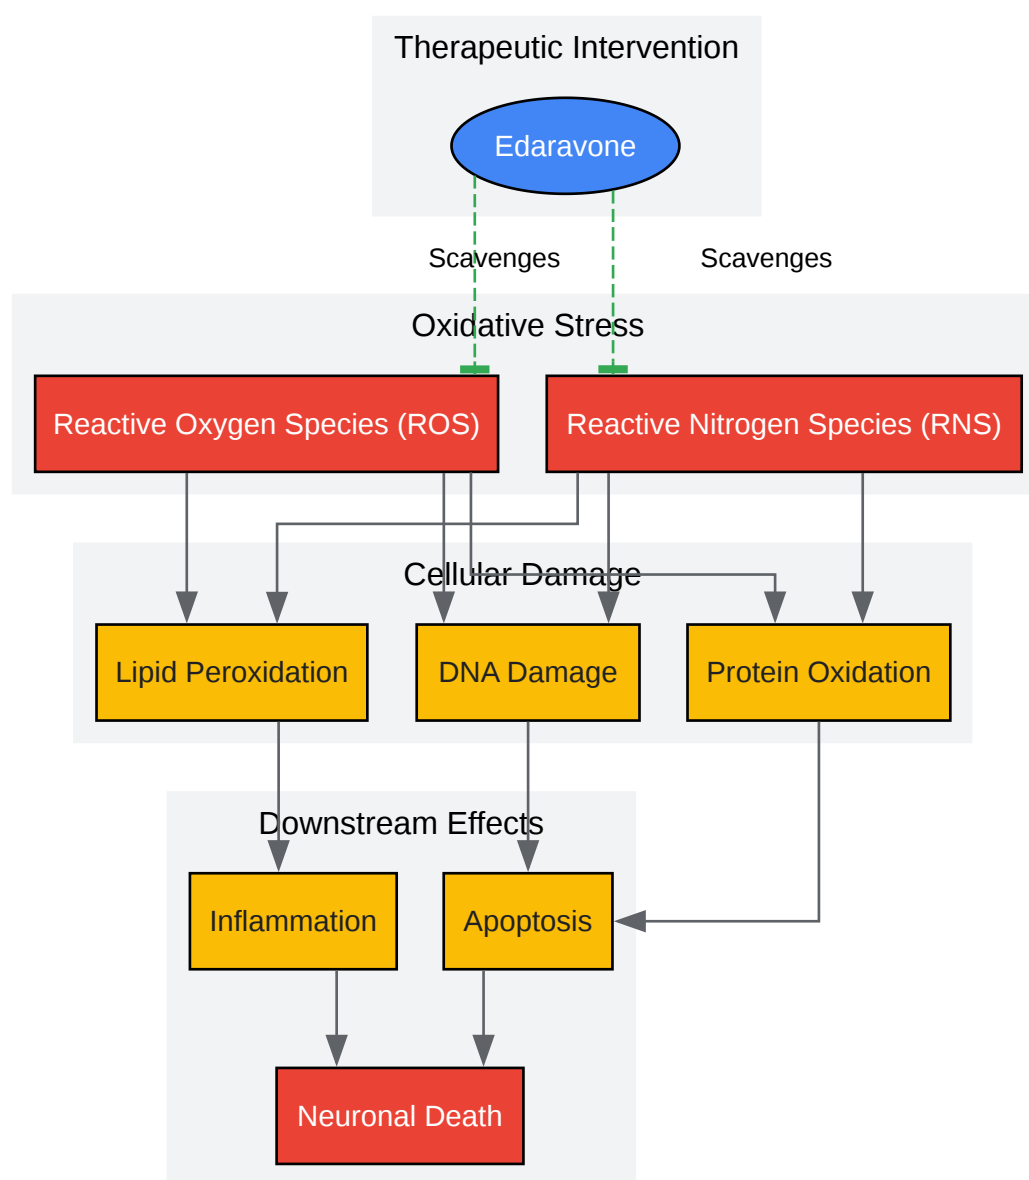 Therapeutic Intervention
Edaravone
Scavenges
Scavenges
Oxidative Stress
Reactive Oxygen Species (ROS)
Reactive Nitrogen Species (RNS)
Cellular Damage
Lipid Peroxidation
DNA Damage
Protein Oxidation
Downstream Effects
Inflammation
Apoptosis
Neuronal Death